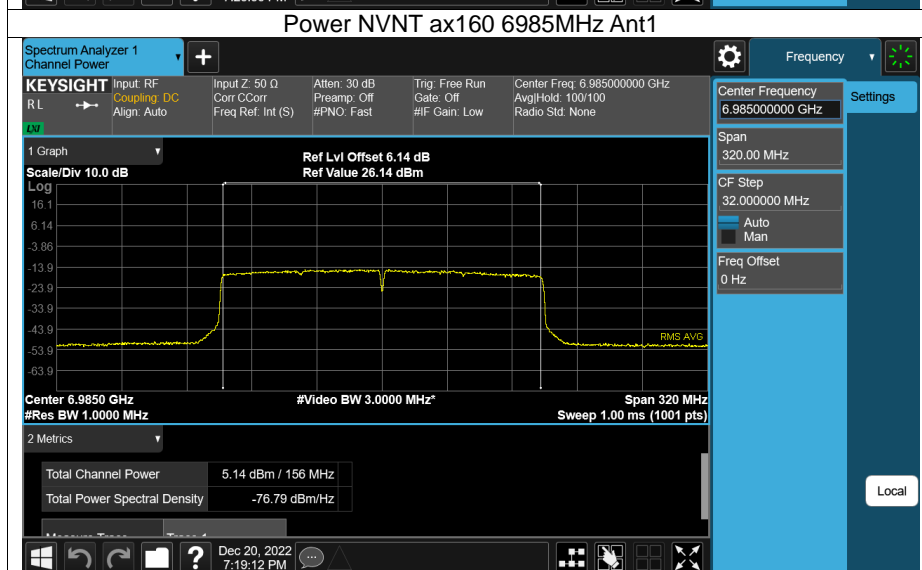 Power NVNT ax160 6985MHz Ant1
Spectrum Analyzer 1
Channel Power
KEYSIGHT
RL
LXI
Input: RF
Coupling: DC
Align: Auto
Input Z: 50 Ω
Corr CCorr
Freq Ref: Int (S)
Atten: 30 dB
Preamp: Off
#PNO: Fast
Trig: Free Run
Gate: Off
#IF Gain: Low
Center Freq: 6.985000000 GHz
Avg|Hold: 100/100
Radio Std: None
1 Graph
Scale/Div 10.0 dB
Ref Lvl Offset 6.14 dB
Ref Value 26.14 dBm
Log
16.1
6.14
-3.86
-13.9
-23.9
-33.9
-43.9
-53.9
-63.9
RMS AVG
Center 6.9850 GHz
#Video BW 3.0000 MHz*
Span 320 MHz
#Res BW 1.0000 MHz
Sweep 1.00 ms (1001 pts)
2 Metrics
Total Channel Power 5.14 dBm / 156 MHz
Total Power Spectral Density -76.79 dBm/Hz
Dec 20, 2022
7:19:12 PM
Frequency
Center Frequency
6.985000000 GHz
Settings
Span
320.00 MHz
CF Step
32.000000 MHz
Auto
Man
Freq Offset
0 Hz
Local